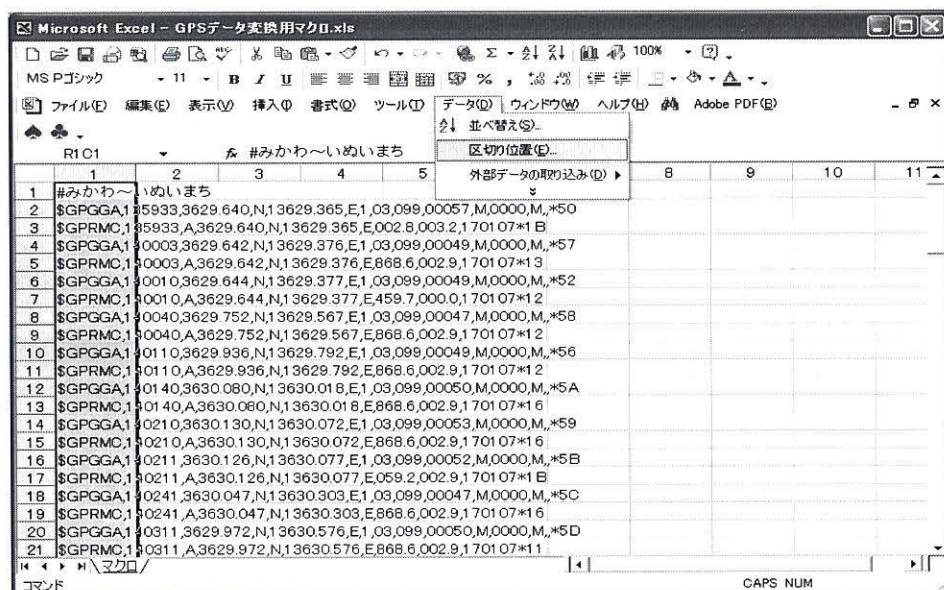 Microsoft Excel - GPSデータ変換用マクロ.xls
100%
MS Pゴシック 11 B I U % ,
ファイル(F) 編集(E) 表示(V) 挿入(I) 書式(O) ツール(T) データ(D) ウィンドウ(W) ヘルプ(H) Adobe PDF(B)
並べ替え(S)...
区切り位置(E)...
外部データの取り込み(D)
R1C1 fx #みかわ～いぬいまち
1 2 3 4 5 8 9 10 11
1 #みかわ～いぬいまち
2 $GPGGA,135933,3629.640,N,13629.365,E,1,03,099,00057,M,0000,M,,*50
3 $GPRMC,135933,A,3629.640,N,13629.365,E,002.8,003.2,170107*1B
4 $GPGGA,140003,3629.642,N,13629.376,E,1,03,099,00049,M,0000,M,,*57
5 $GPRMC,140003,A,3629.642,N,13629.376,E,868.6,002.9,170107*13
6 $GPGGA,140010,3629.644,N,13629.377,E,1,03,099,00049,M,0000,M,,*52
7 $GPRMC,140010,A,3629.644,N,13629.377,E,459.7,000.0,170107*12
8 $GPGGA,140040,3629.752,N,13629.567,E,1,03,099,00047,M,0000,M,,*58
9 $GPRMC,140040,A,3629.752,N,13629.567,E,868.6,002.9,170107*12
10 $GPGGA,140110,3629.936,N,13629.792,E,1,03,099,00049,M,0000,M,,*56
11 $GPRMC,140110,A,3629.936,N,13629.792,E,868.6,002.9,170107*12
12 $GPGGA,140140,3630.080,N,13630.018,E,1,03,099,00050,M,0000,M,,*5A
13 $GPRMC,140140,A,3630.080,N,13630.018,E,868.6,002.9,170107*16
14 $GPGGA,140210,3630.130,N,13630.072,E,1,03,099,00053,M,0000,M,,*59
15 $GPRMC,140210,A,3630.130,N,13630.072,E,868.6,002.9,170107*16
16 $GPGGA,140211,3630.126,N,13630.077,E,1,03,099,00052,M,0000,M,,*5B
17 $GPRMC,140211,A,3630.126,N,13630.077,E,059.2,002.9,170107*1B
18 $GPGGA,140241,3630.047,N,13630.303,E,1,03,099,00047,M,0000,M,,*5C
19 $GPRMC,140241,A,3630.047,N,13630.303,E,868.6,002.9,170107*16
20 $GPGGA,140311,3629.972,N,13630.576,E,1,03,099,00050,M,0000,M,,*5D
21 $GPRMC,140311,A,3629.972,N,13630.576,E,868.6,002.9,170107*11
マクロ
コマンド CAPS NUM